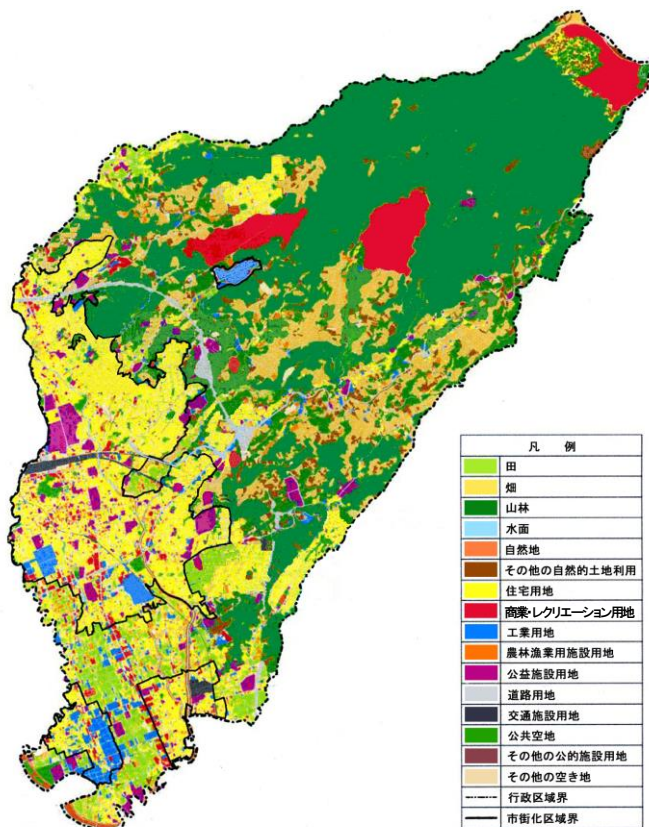 凡 例
田
畑
山林
水面
自然地
その他の自然的土地利用
住宅用地
商業・レクリエーション用地
工業用地
農林漁業用施設用地
公益施設用地
道路用地
交通施設用地
公共空地
その他の公的施設用地
その他の空き地
行政区域界
市街化区域界